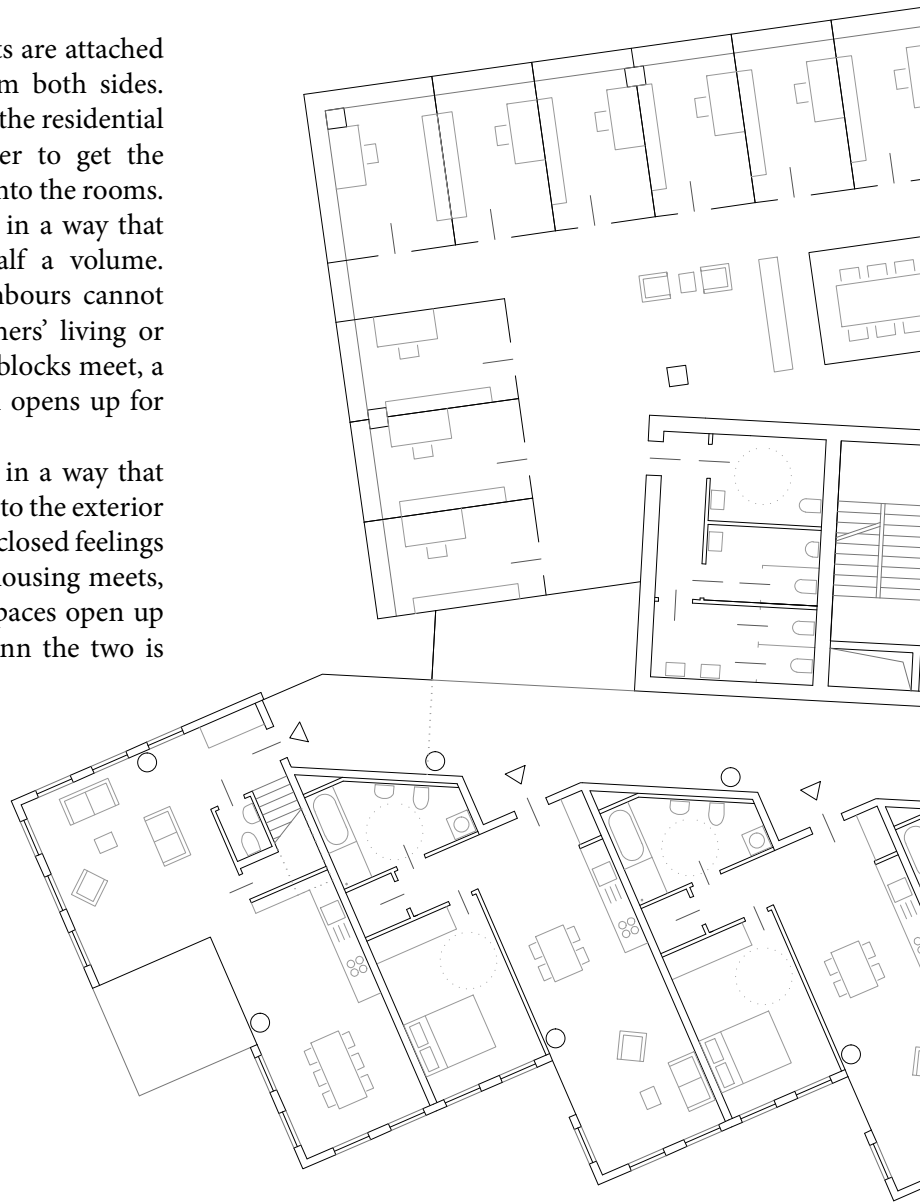 ts are attached
m both sides.
the residential
er to get the
nto the rooms.
in a way that
alf a volume.
hbours cannot
hers’ living or
blocks meet, a
opens up for
in a way that
to the exterior
closed feelings
housing meets,
paces open up
nn the two is